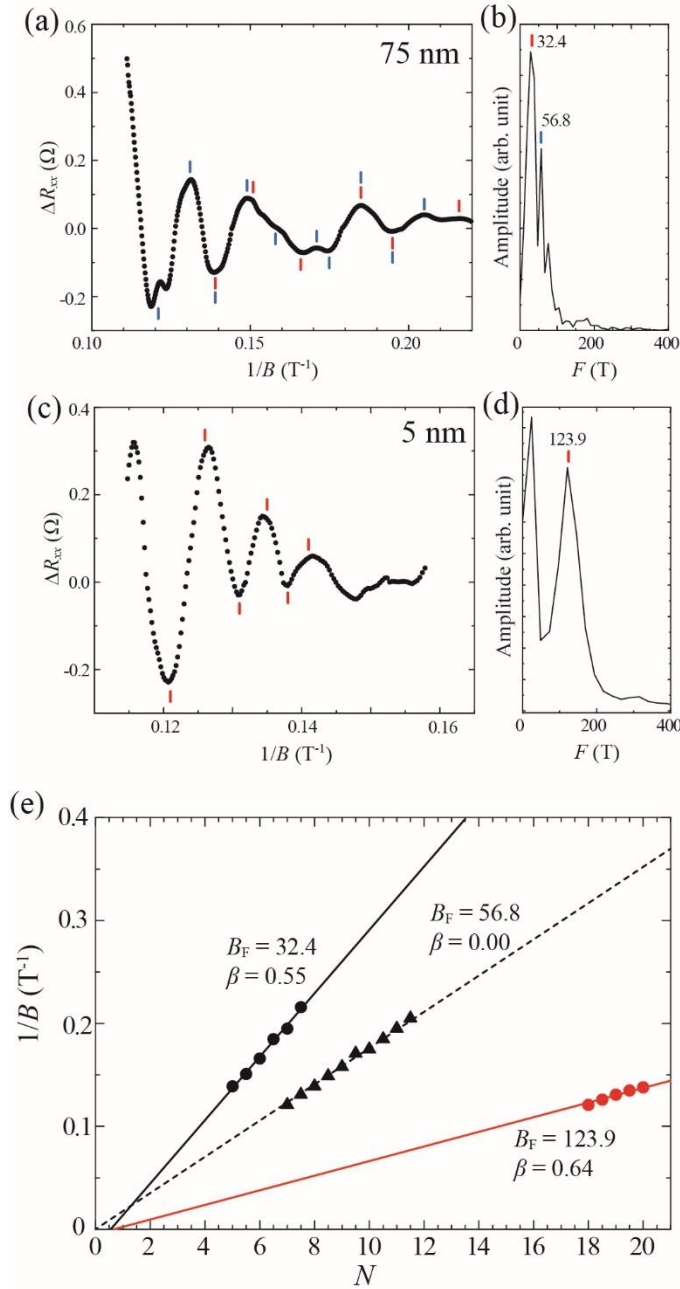 (a)
75 nm
ΔRxx (Ω)
0.6
0.4
0.2
0.0
-0.2
0.10
0.15
0.20
1/B (T-1)
(b)
32.4
56.8
Amplitude (arb. unit)
0
200
400
F (T)
(c)
5 nm
ΔRxx (Ω)
0.4
0.2
0.0
-0.2
0.12
0.14
0.16
1/B (T-1)
(d)
123.9
Amplitude (arb. unit)
0
200
400
F (T)
(e)
1/B (T-1)
0.4
0.3
0.2
0.1
0
BF = 32.4
β = 0.55
BF = 56.8
β = 0.00
BF = 123.9
β = 0.64
0 2 4 6 8 10 12 14 16 18 20
N